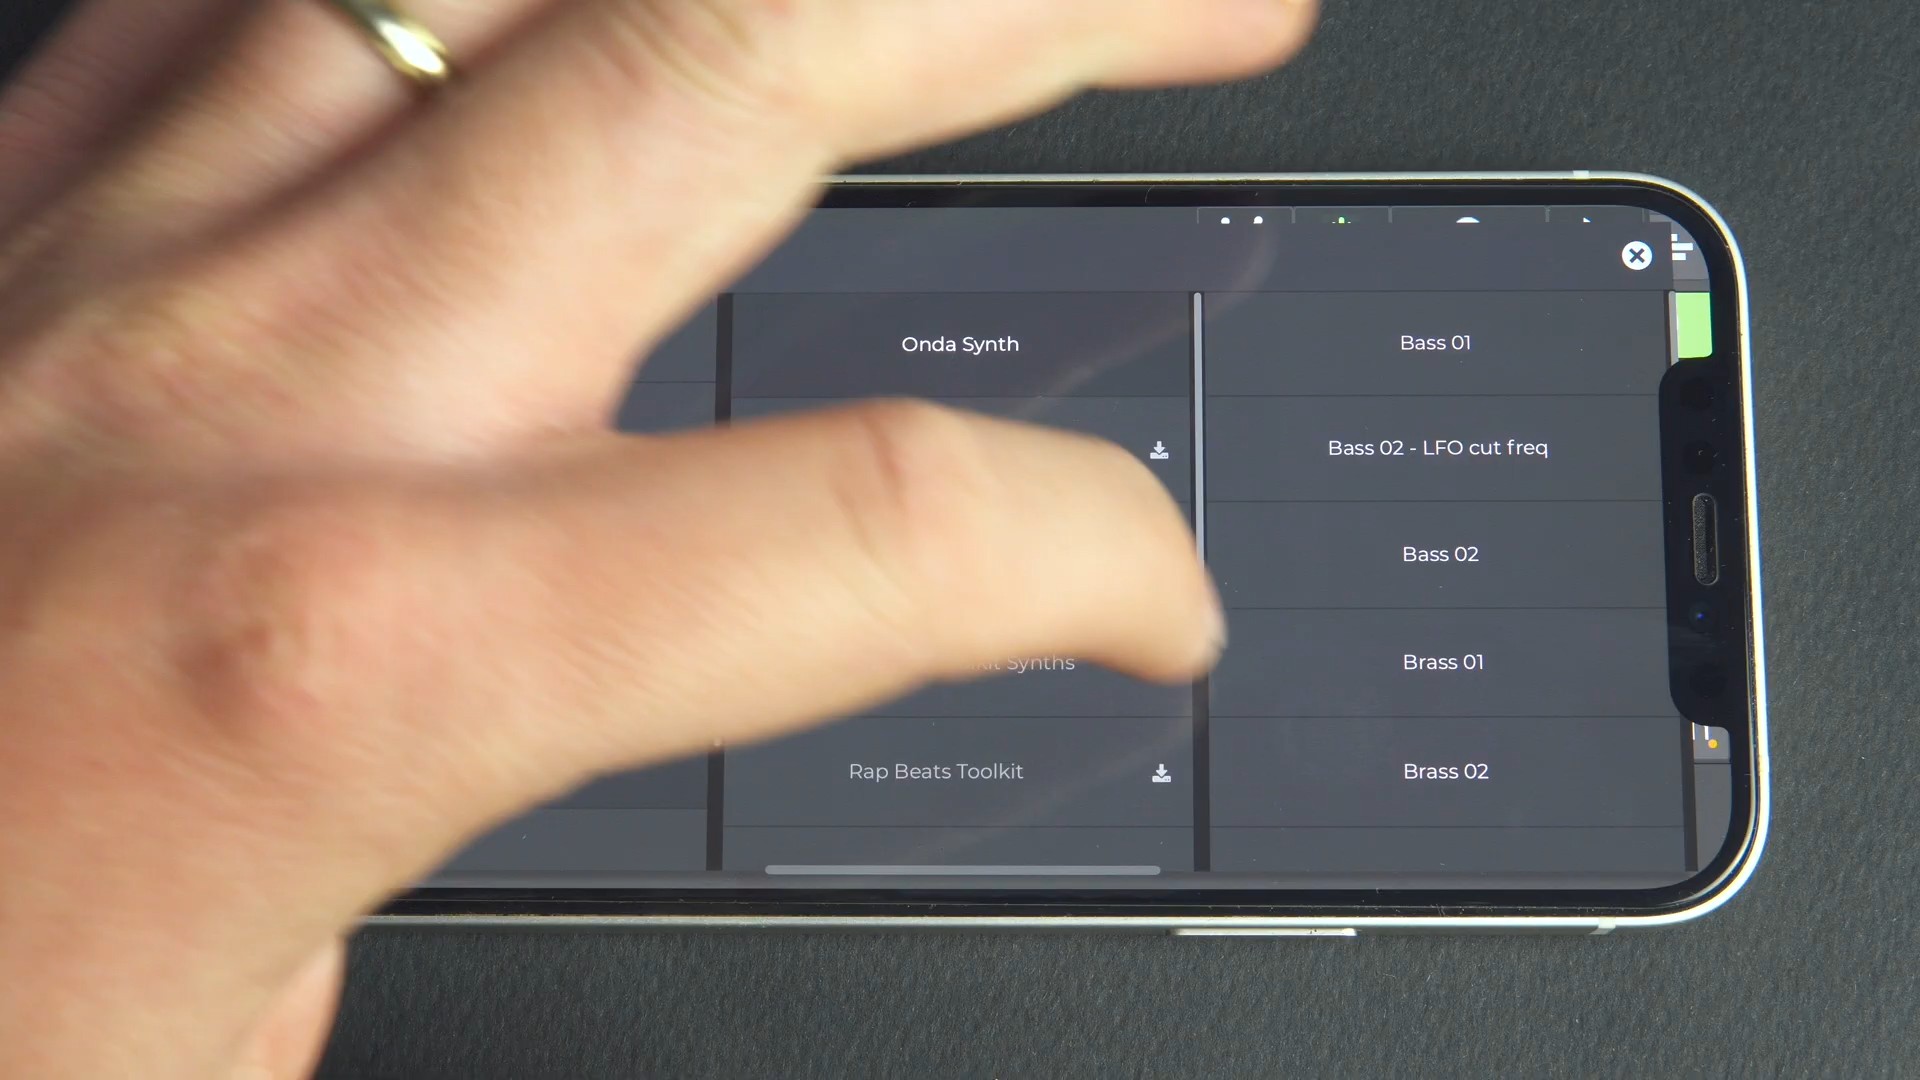 Onda Synth
Synths
Rap Beats Toolkit
Bass 01
Bass 02 - LFO cut freq
Bass 02
Brass 01
Brass 02